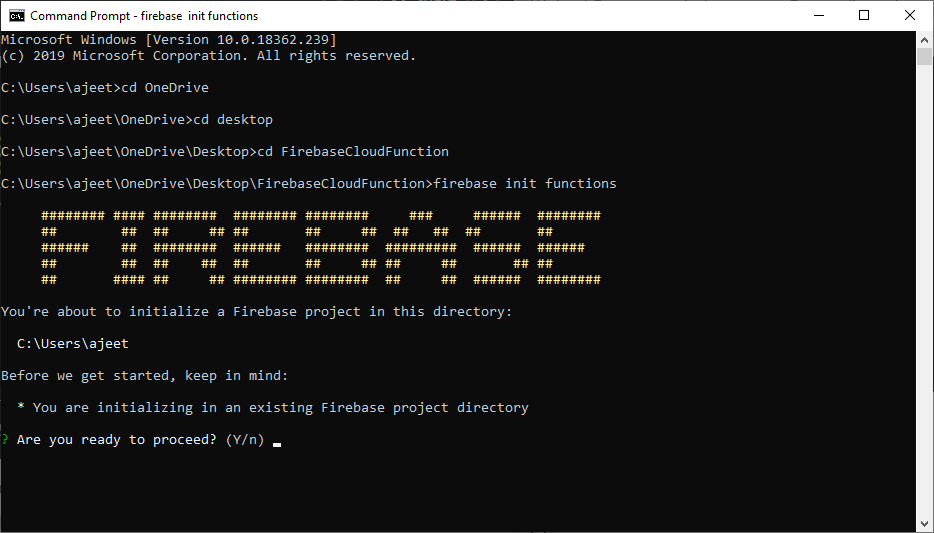 Command Prompt - firebase  init functions
Microsoft Windows [Version 10.0.18362.239]
(c) 2019 Microsoft Corporation. All rights reserved.
C:\Users\ajeet>cd OneDrive
C:\Users\ajeet\OneDrive>cd desktop
C:\Users\ajeet\OneDrive\Desktop>cd FirebaseCloudFunction
C:\Users\ajeet\OneDrive\Desktop\FirebaseCloudFunction>firebase init functions
     ######## #### ########  ######## ########     ###     ######  ########
     ##        ##  ##     ## ##       ##     ##  ##   ##  ##       ##
     ######    ##  ########  ######   ########  #########  ######  ######
     ##        ##  ##    ##  ##       ##     ## ##     ##       ## ##
     ##       #### ##     ## ######## ########  ##     ##  ######  ########
You're about to initialize a Firebase project in this directory:
C:\Users\ajeet
Before we get started, keep in mind:
* You are initializing in an existing Firebase project directory
? Are you ready to proceed? (Y/n)